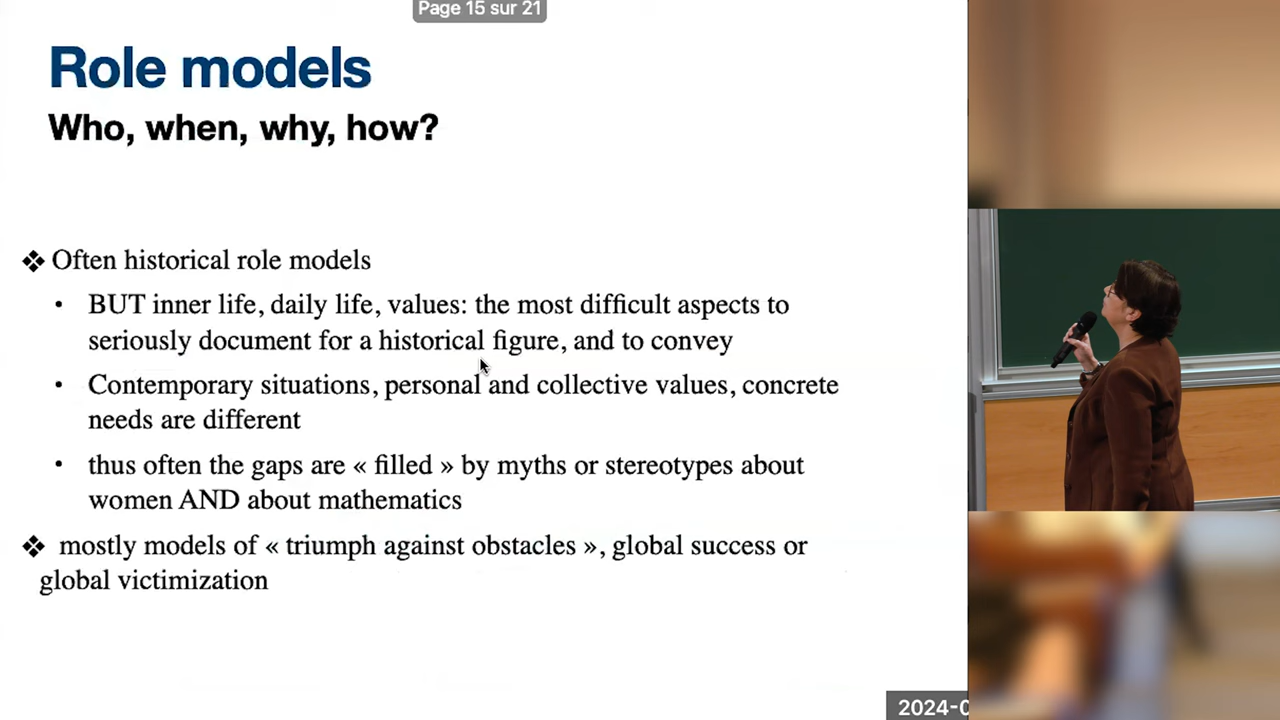 Page 15 sur 21
Role models
Who, when, why, how?
❖ Often historical role models
• BUT inner life, daily life, values: the most difficult aspects to
seriously document for a historical figure, and to convey
• Contemporary situations, personal and collective values, concrete
needs are different
• thus often the gaps are « filled » by myths or stereotypes about
women AND about mathematics
❖ mostly models of « triumph against obstacles », global success or
global victimization
2024-0